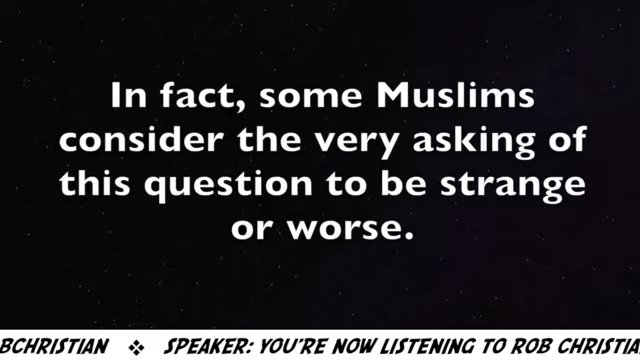 In fact, some Muslims
consider the very asking of
this question to be strange
or worse.
BCHRISTIAN ❖ SPEAKER: YOU'RE NOW LISTENING TO ROB CHRISTIA